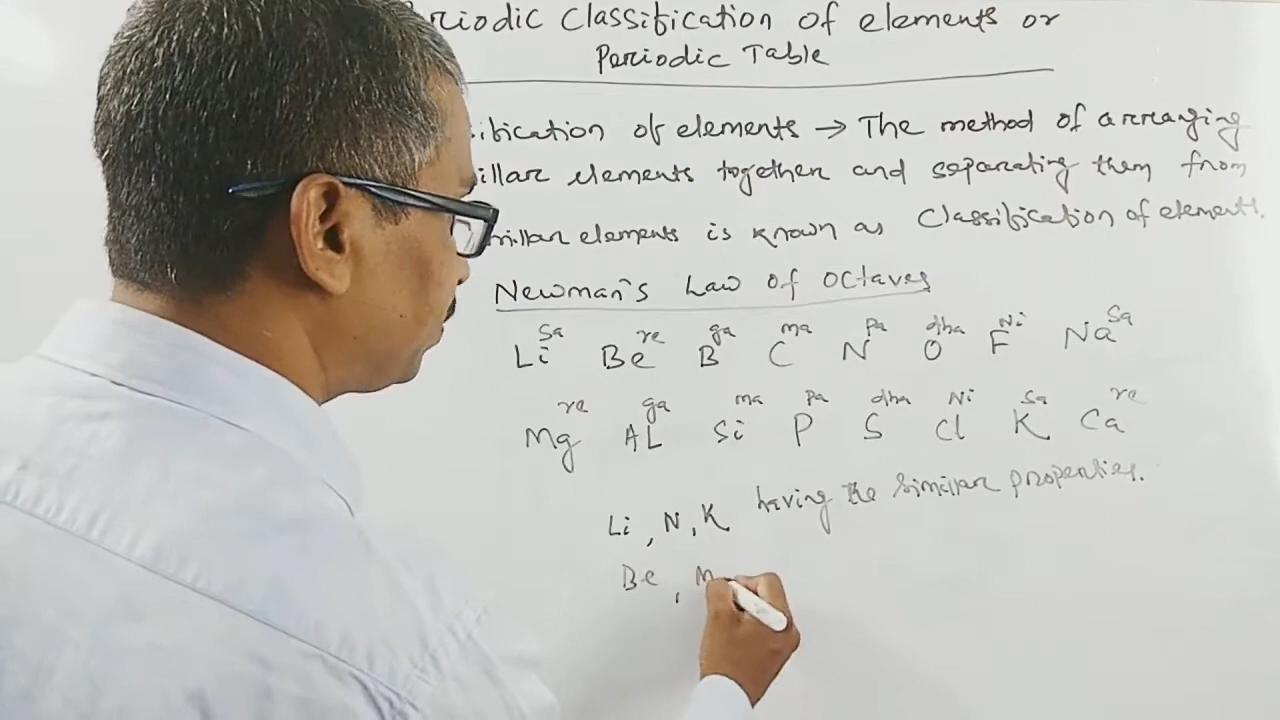 riodic Classification of elements or
Periodic Table
ification of elements → The method of arranging
illar elements together and separating them from
millar elements is known as Classification of elements.
Newman's Law of Octaves
Sa re ga ma Pa dha Ni Sa
Li Be B C N O F Na
re ga ma Pa dha Ni Sa re
Mg AL Si P S Cl K Ca
Li, N, K having the similar properties.
Be, M